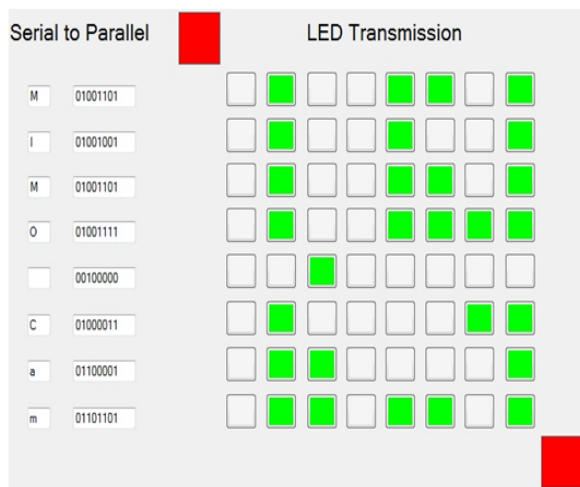 Serial to Parallel LED Transmission
M 01001101
I 01001001
M 01001101
O 01001111
00100000
C 01000011
a 01100001
m 01101101